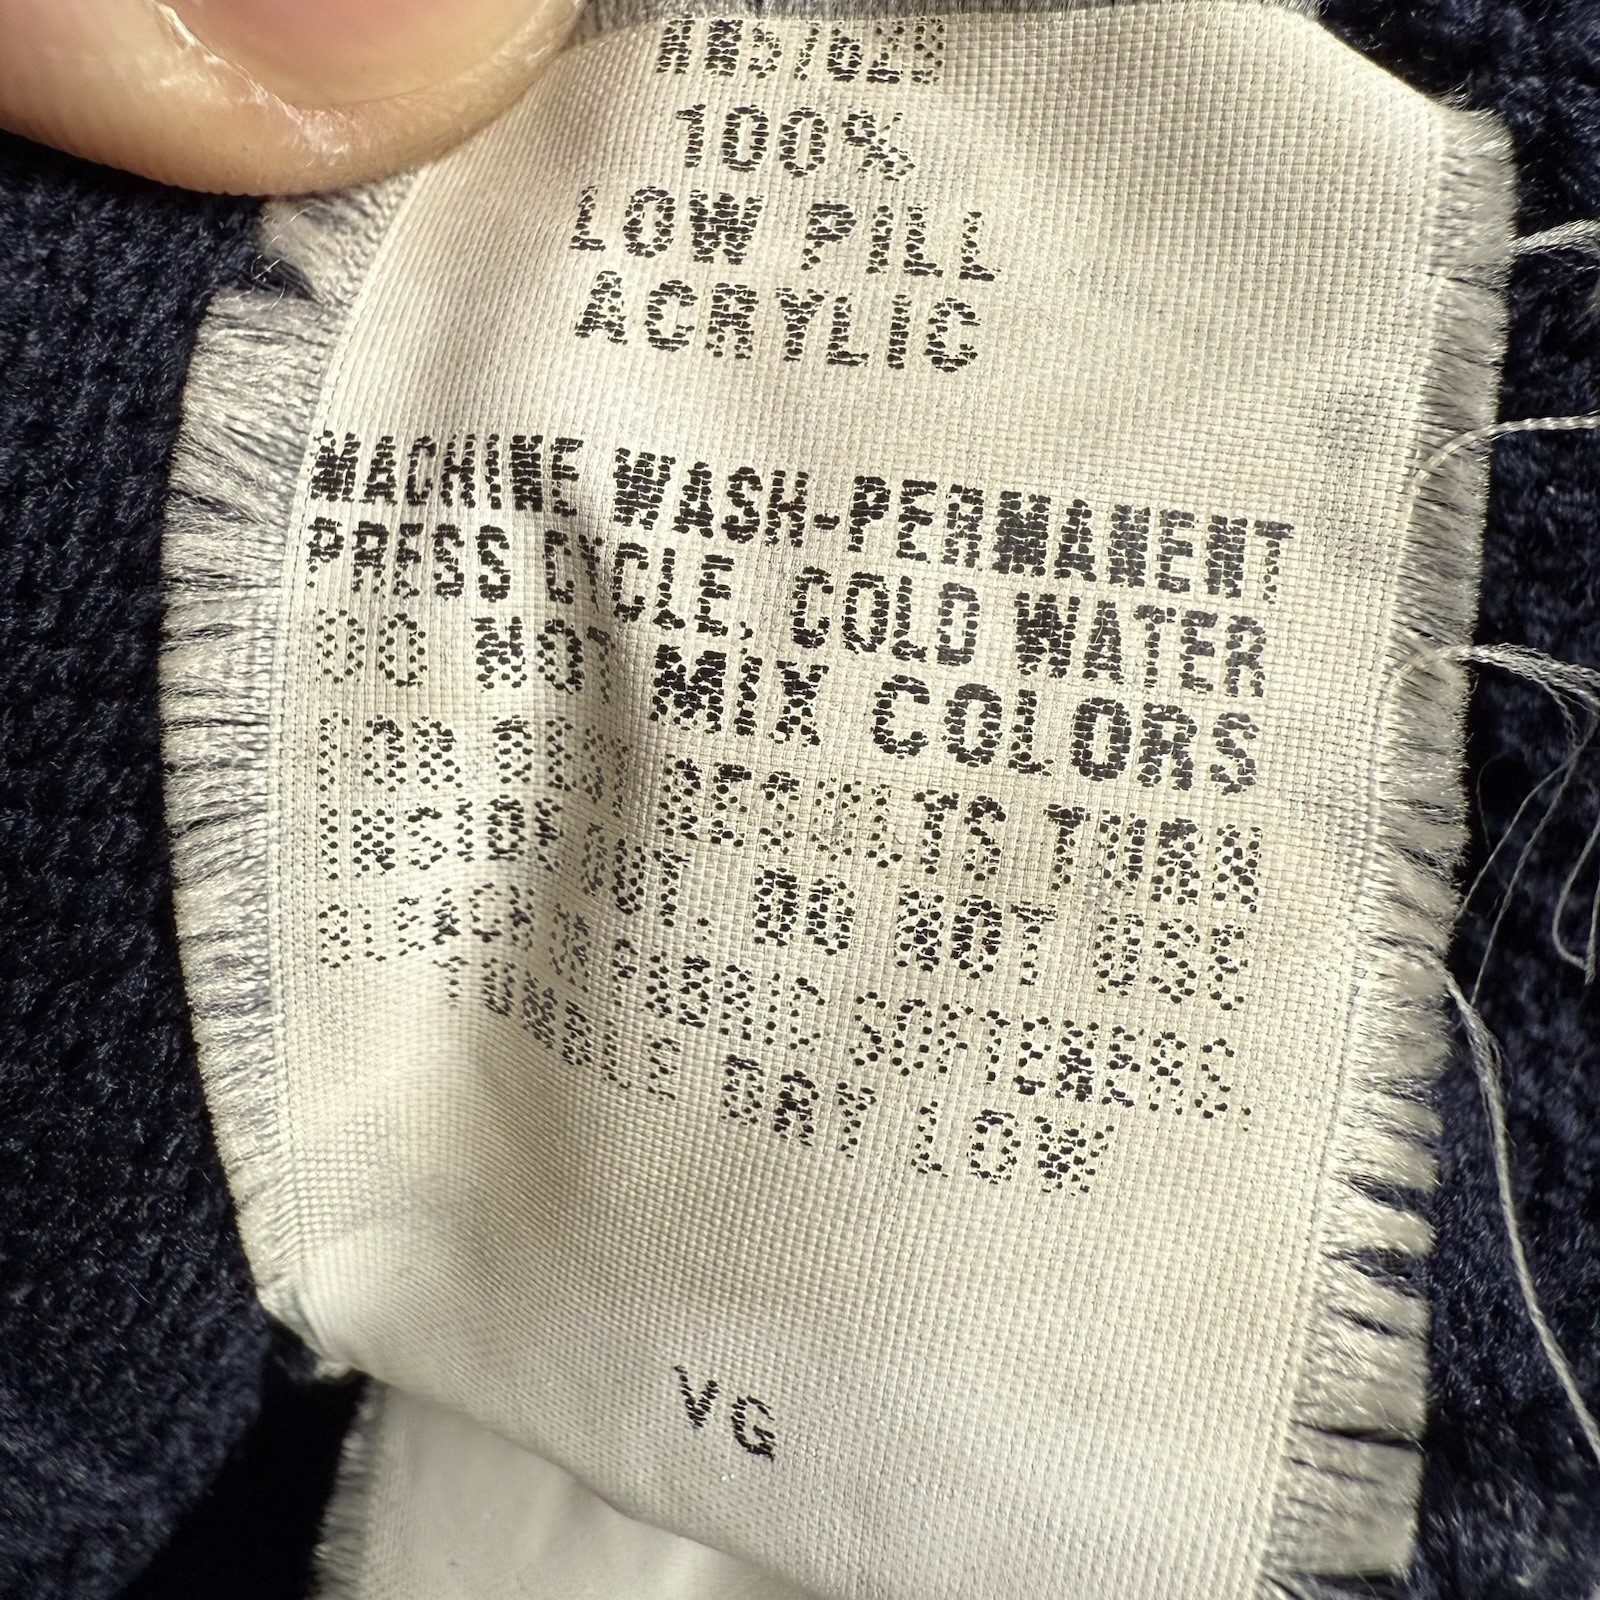 100%
LOW PILL
ACRYLIC
MACHINE WASH-PERMANENT
PRESS CYCLE, COLD WATER
DO NOT MIX COLORS
FOR BEST RESULTS TURN
INSIDE OUT. DO NOT USE
BLEACH OR FABRIC SOFTENERS.
TUMBLE DRY LOW
VG